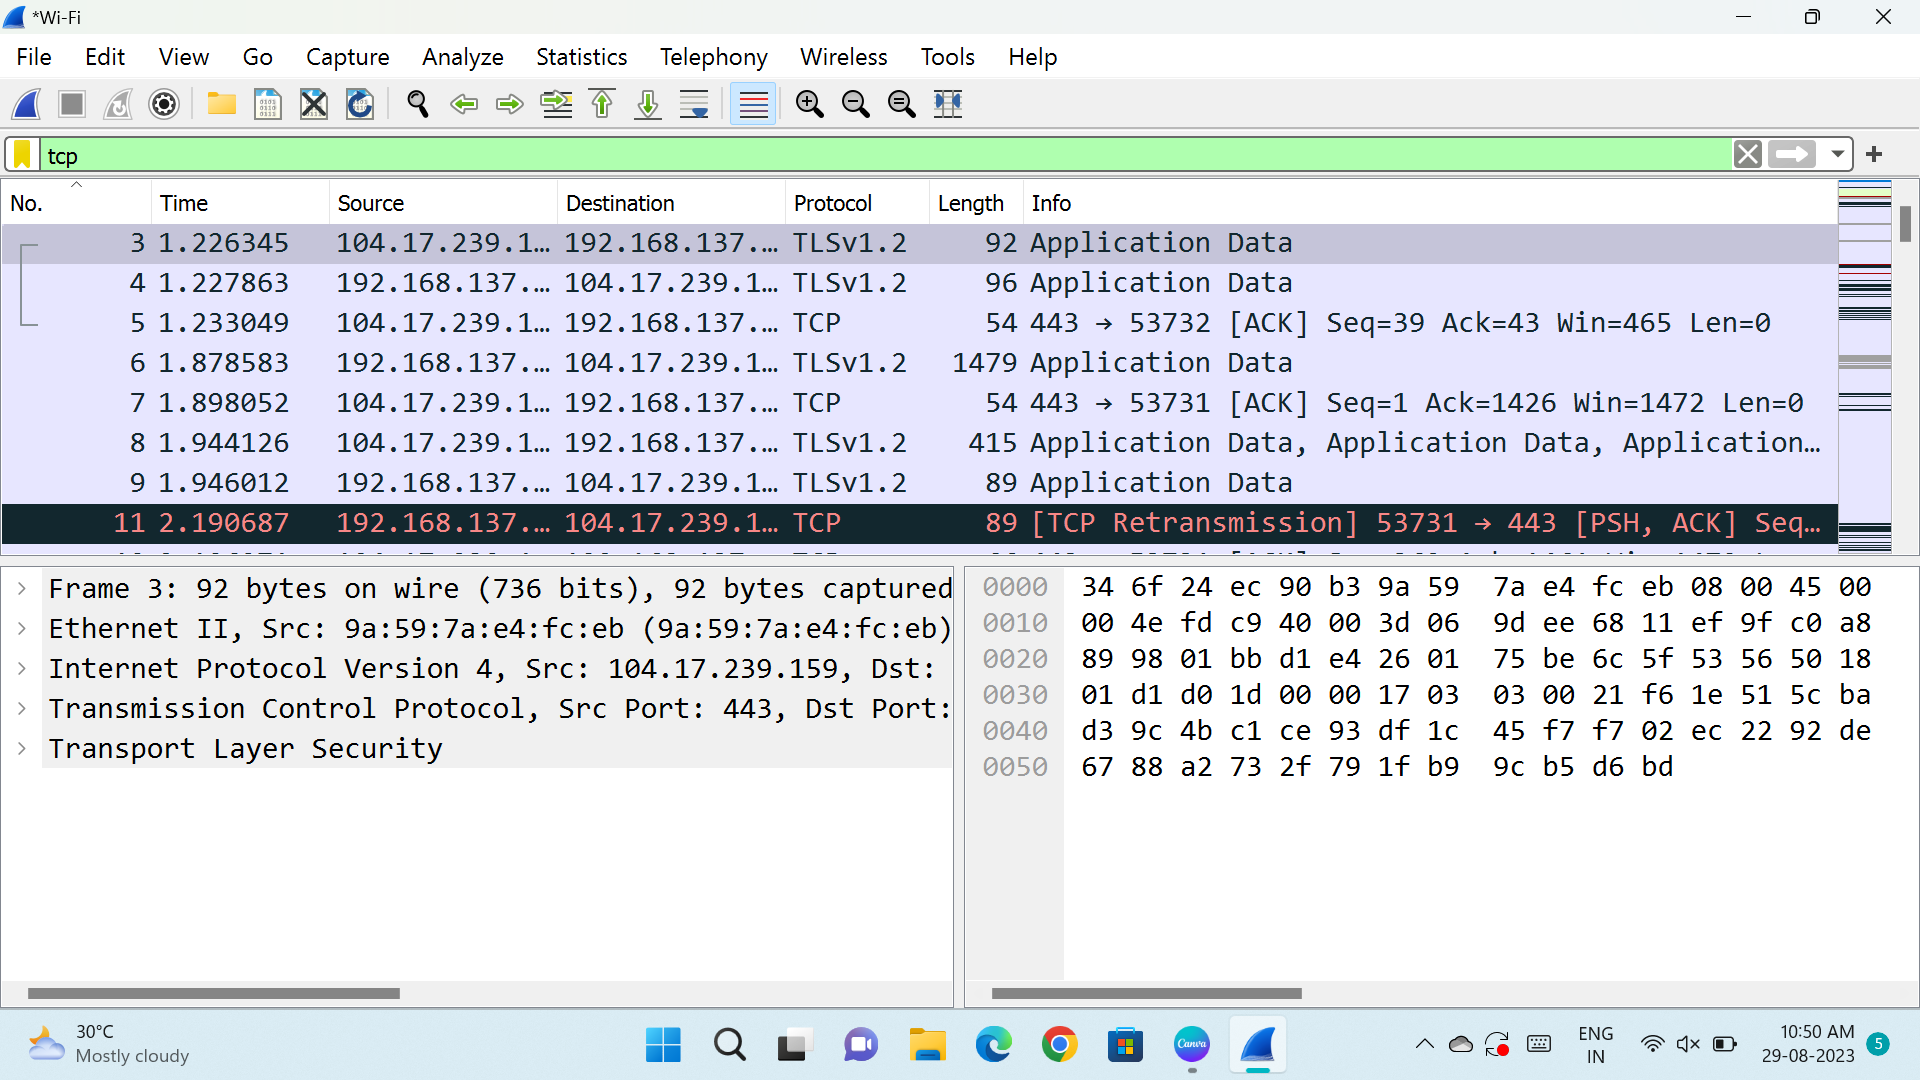 *Wi-Fi
File Edit View Go Capture Analyze Statistics Telephony Wireless Tools Help
tcp
No. Time Source Destination Protocol Length Info
3 1.226345 104.17.239.1… 192.168.137.… TLSv1.2 92 Application Data
4 1.227863 192.168.137.… 104.17.239.1… TLSv1.2 96 Application Data
5 1.233049 104.17.239.1… 192.168.137.… TCP 54 443 → 53732 [ACK] Seq=39 Ack=43 Win=465 Len=0
6 1.878583 192.168.137.… 104.17.239.1… TLSv1.2 1479 Application Data
7 1.898052 104.17.239.1… 192.168.137.… TCP 54 443 → 53731 [ACK] Seq=1 Ack=1426 Win=1472 Len=0
8 1.944126 104.17.239.1… 192.168.137.… TLSv1.2 415 Application Data, Application Data, Application…
9 1.946012 192.168.137.… 104.17.239.1… TLSv1.2 89 Application Data
11 2.190687 192.168.137.… 104.17.239.1… TCP 89 [TCP Retransmission] 53731 → 443 [PSH, ACK] Seq…
Frame 3: 92 bytes on wire (736 bits), 92 bytes captured
Ethernet II, Src: 9a:59:7a:e4:fc:eb (9a:59:7a:e4:fc:eb)
Internet Protocol Version 4, Src: 104.17.239.159, Dst:
Transmission Control Protocol, Src Port: 443, Dst Port:
Transport Layer Security
0000 34 6f 24 ec 90 b3 9a 59 7a e4 fc eb 08 00 45 00
0010 00 4e fd c9 40 00 3d 06 9d ee 68 11 ef 9f c0 a8
0020 89 98 01 bb d1 e4 26 01 75 be 6c 5f 53 56 50 18
0030 01 d1 d0 1d 00 00 17 03 03 00 21 f6 1e 51 5c ba
0040 d3 9c 4b c1 ce 93 df 1c 45 f7 f7 02 ec 22 92 de
0050 67 88 a2 73 2f 79 1f b9 9c b5 d6 bd
30°C
Mostly cloudy
Canva
ENG
IN
10:50 AM
29-08-2023
5